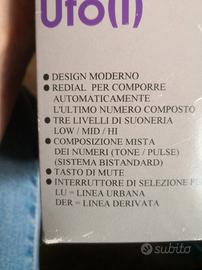 Ufo(I)
● DESIGN MODERNO
● REDIAL PER COMPORRE
AUTOMATICAMENTE
L'ULTIMO NUMERO COMPOSTO
● TRE LIVELLI DI SUONERIA
LOW / MID / HI
● COMPOSIZIONE MISTA
DEI NUMERI (TONE / PULSE)
(SISTEMA BISTANDARD)
● TASTO DI MUTE
● INTERRUTTORE DI SELEZIONE
LU = LINEA URBANA
DER = LINEA DERIVATA
subito